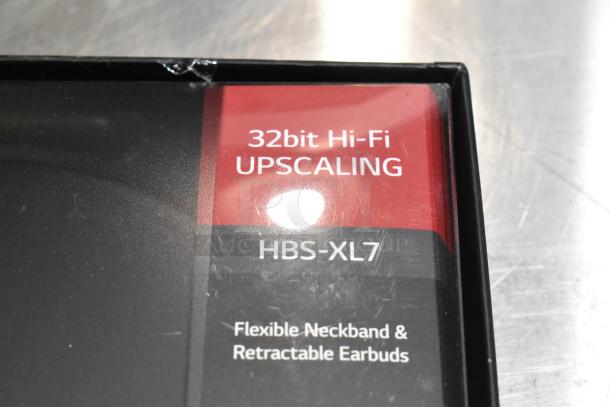 32bit Hi-Fi
UPSCALING
HBS-XL7
Flexible Neckband &
Retractable Earbuds